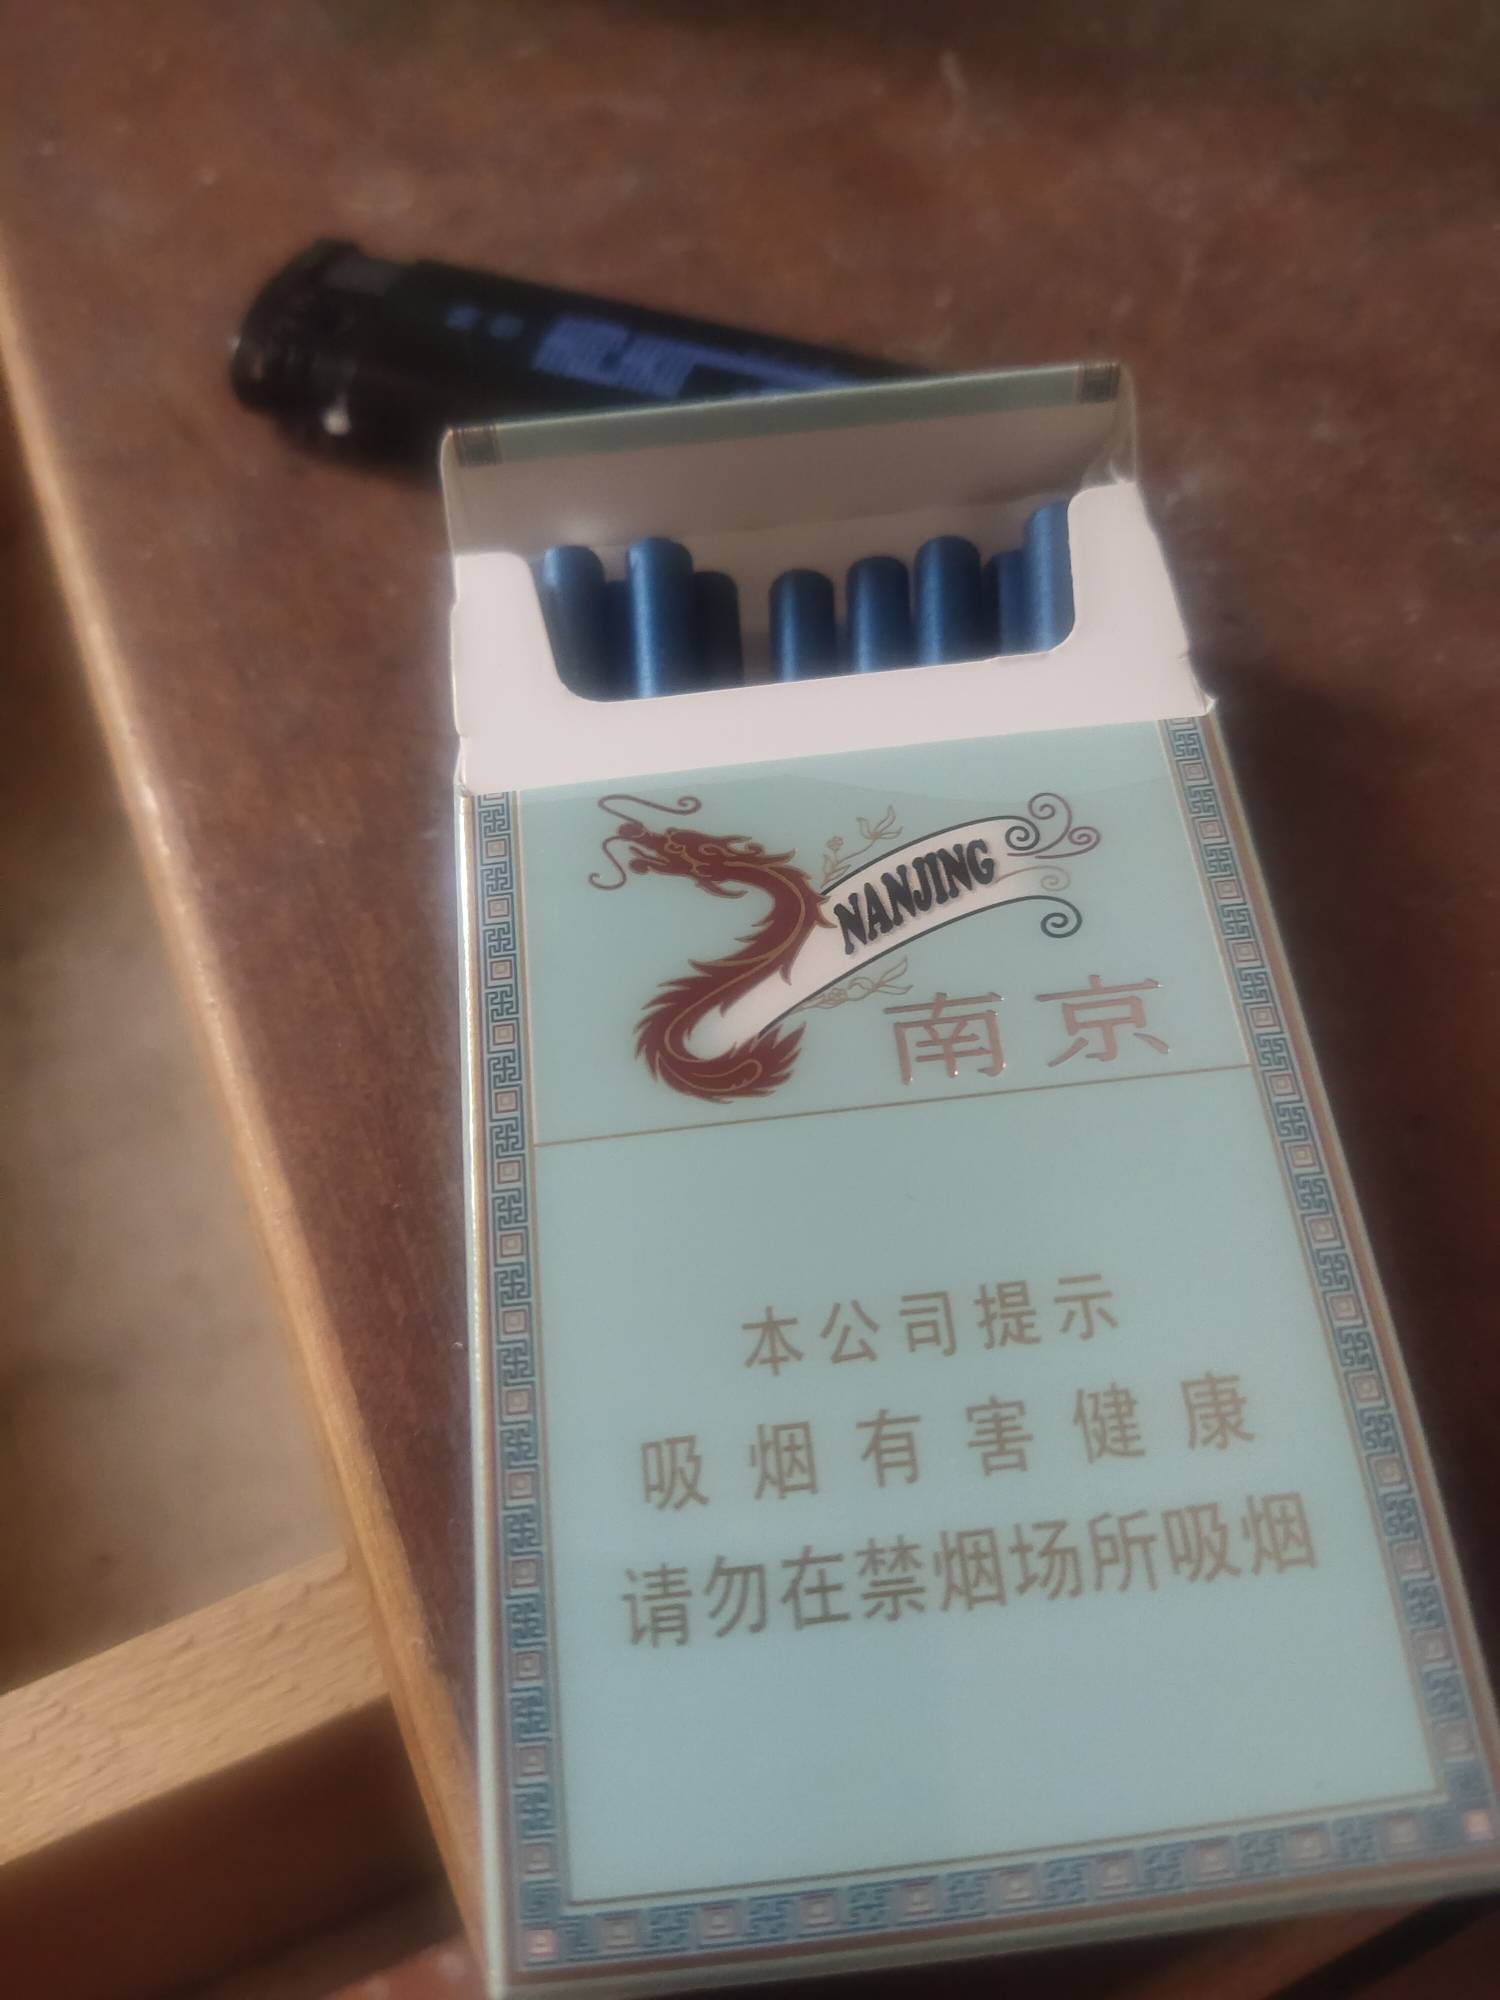 NANJING
南京
本公司提示
吸烟有害健康
请勿在禁烟场所吸烟